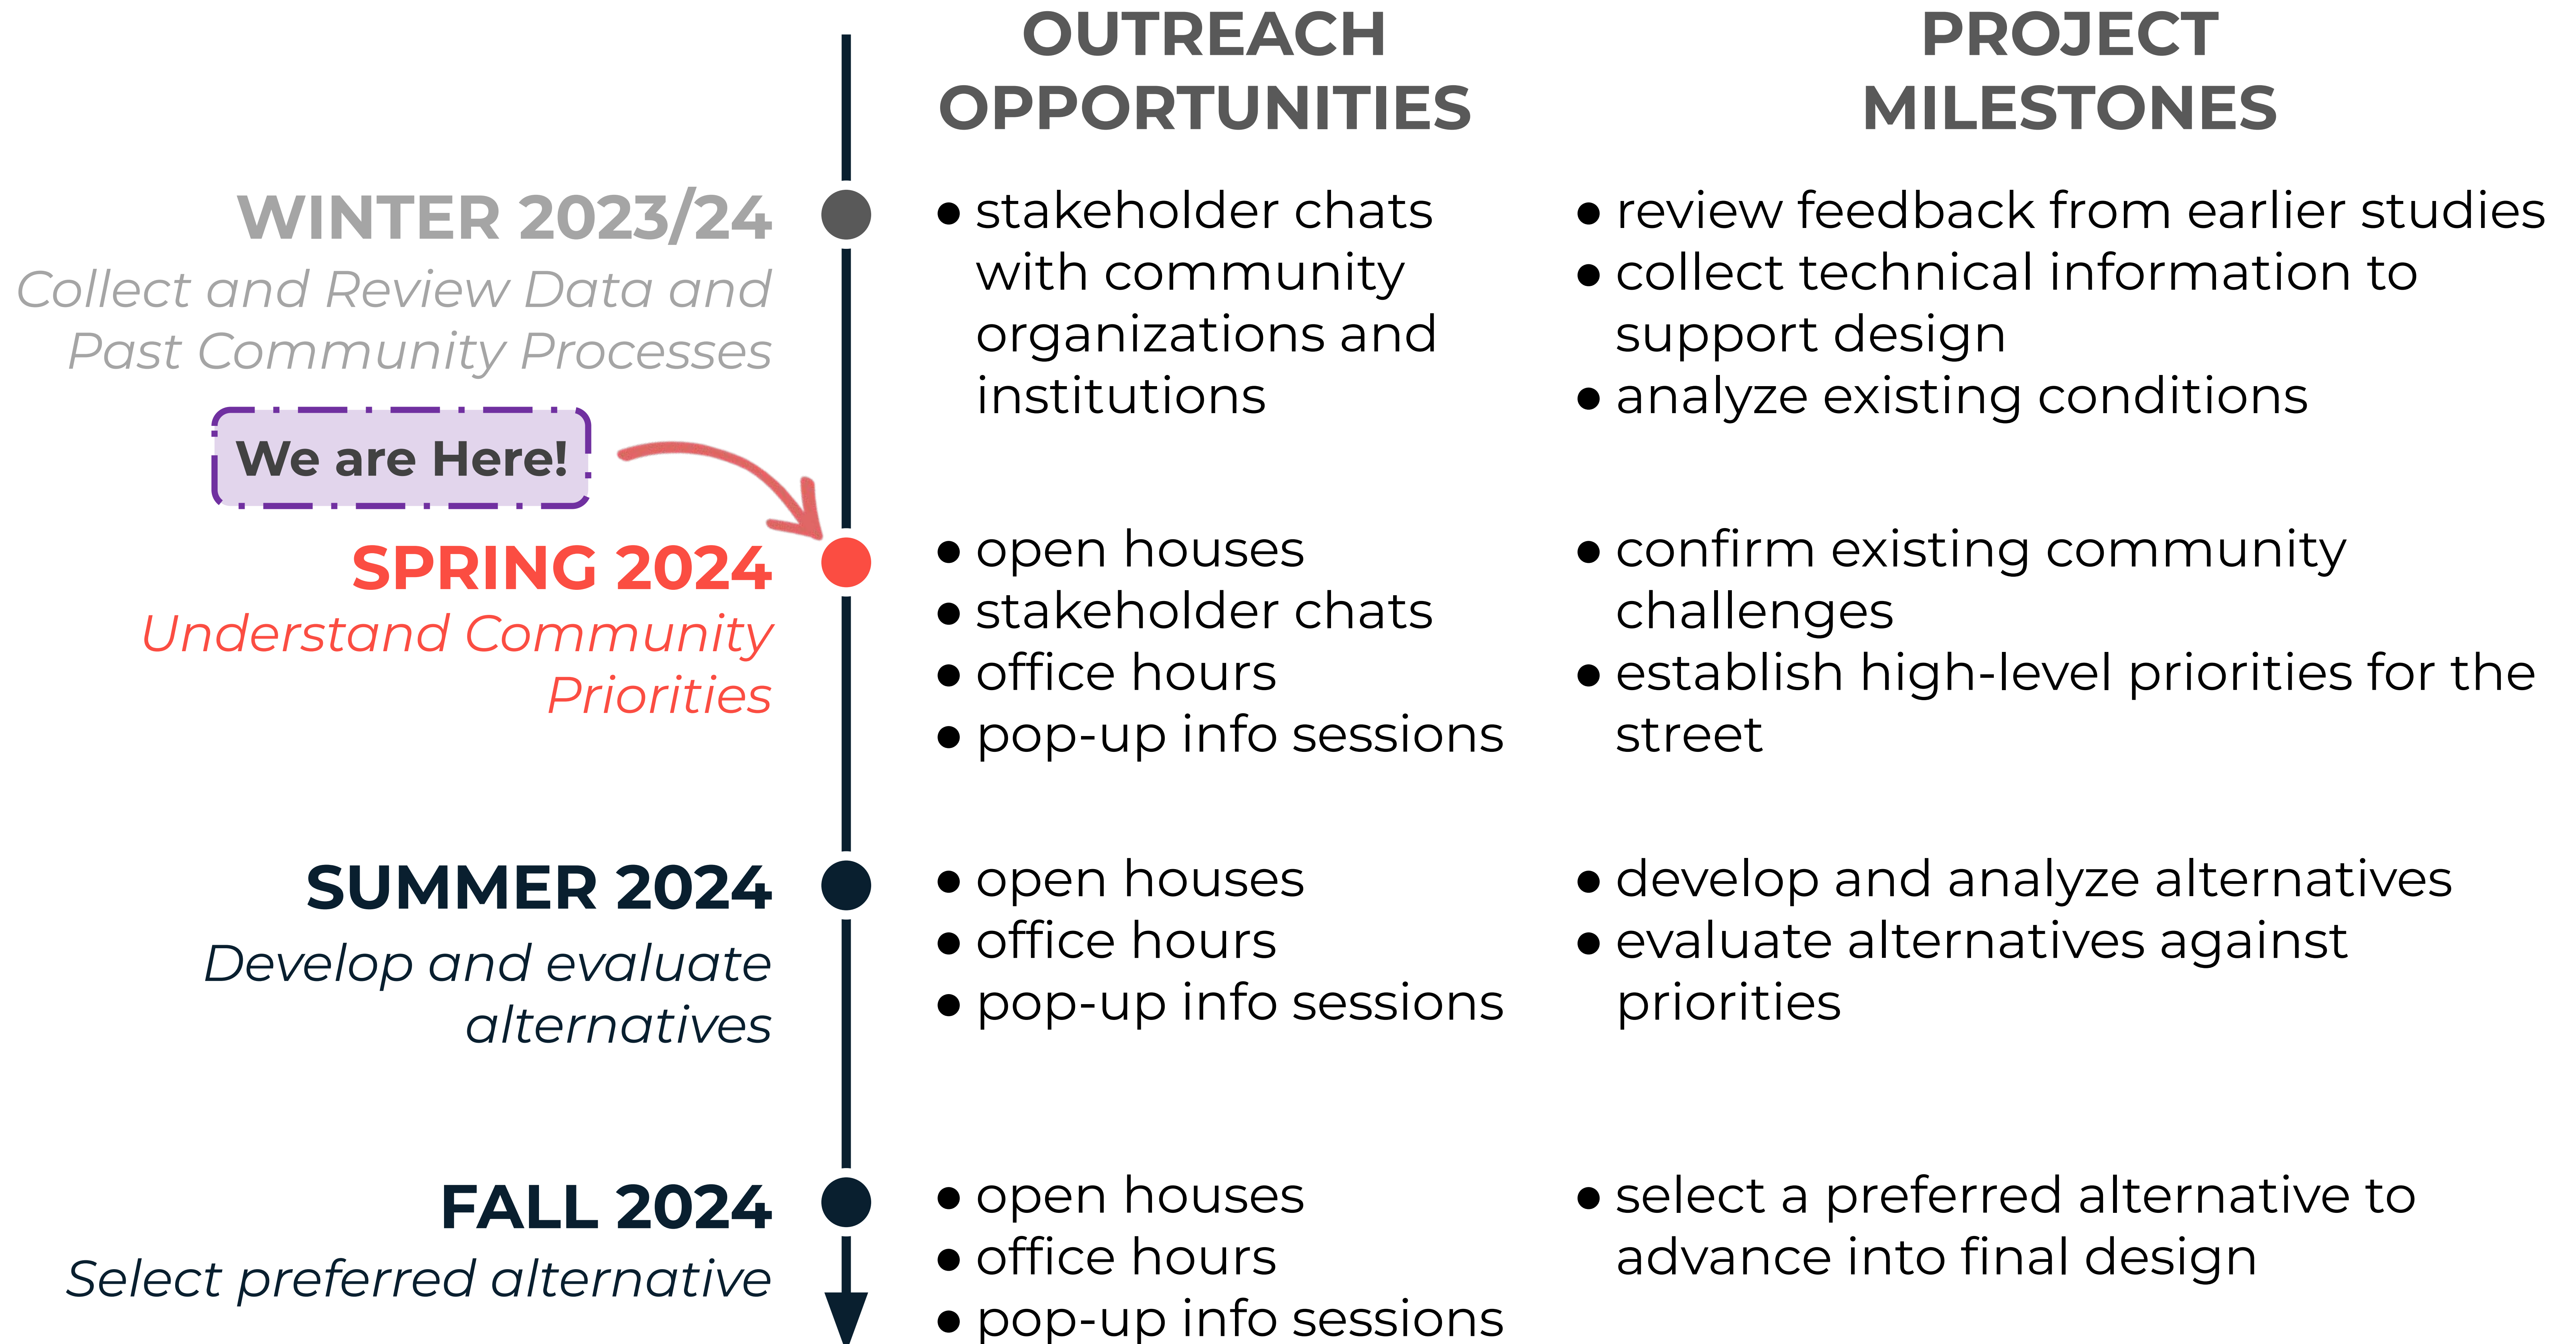 OUTREACH
OPPORTUNITIES
PROJECT
MILESTONES
WINTER 2023/24
Collect and Review Data and
Past Community Processes
● stakeholder chats
with community
organizations and
institutions
● review feedback from earlier studies
● collect technical information to
support design
● analyze existing conditions
We are Here!
SPRING 2024
Understand Community
Priorities
● open houses
● stakeholder chats
● office hours
● pop-up info sessions
● confirm existing community
challenges
● establish high-level priorities for the
street
SUMMER 2024
Develop and evaluate
alternatives
● open houses
● office hours
● pop-up info sessions
● develop and analyze alternatives
● evaluate alternatives against
priorities
FALL 2024
Select preferred alternative
● open houses
● office hours
● pop-up info sessions
● select a preferred alternative to
advance into final design